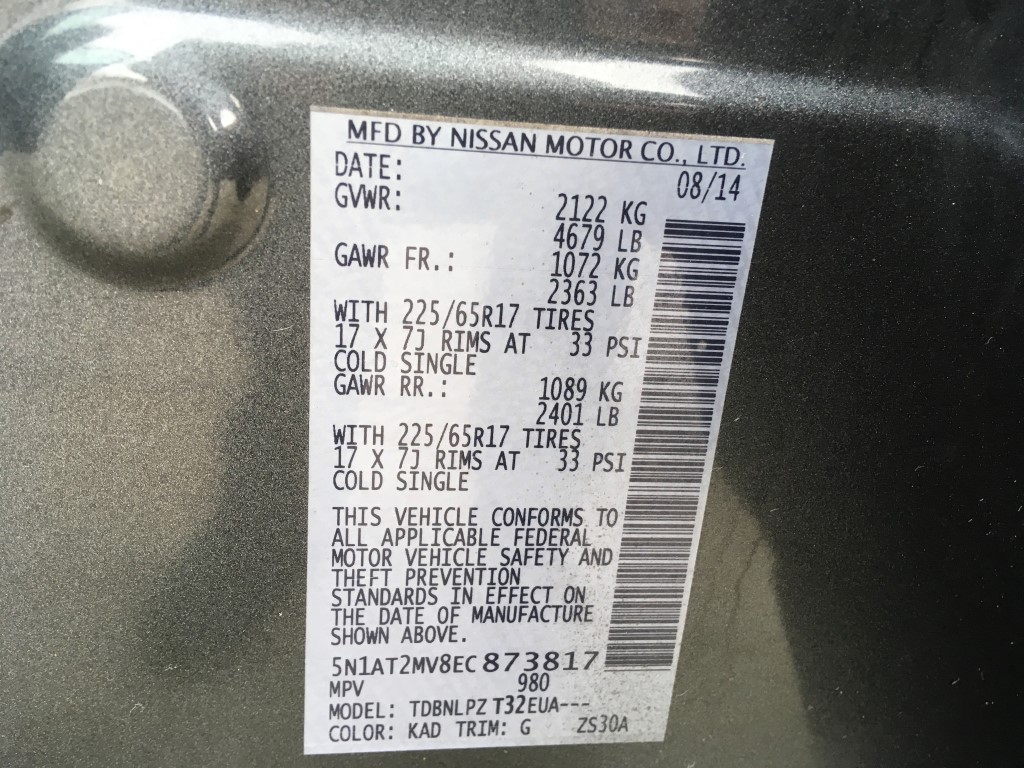 MFD BY NISSAN MOTOR CO., LTD.
DATE: 08/14
GVWR: 2122 KG
4679 LB
GAWR FR.: 1072 KG
2363 LB
WITH 225/65R17 TIRES
17 X 7J RIMS AT 33 PSI
COLD SINGLE
GAWR RR.: 1089 KG
2401 LB
WITH 225/65R17 TIRES
17 X 7J RIMS AT 33 PSI
COLD SINGLE
THIS VEHICLE CONFORMS TO
ALL APPLICABLE FEDERAL
MOTOR VEHICLE SAFETY AND
THEFT PREVENTION
STANDARDS IN EFFECT ON
THE DATE OF MANUFACTURE
SHOWN ABOVE.
5N1AT2MV8EC873817
MPV 980
MODEL: TDBNLPZ T32EUA---
COLOR: KAD TRIM: G ZS30A